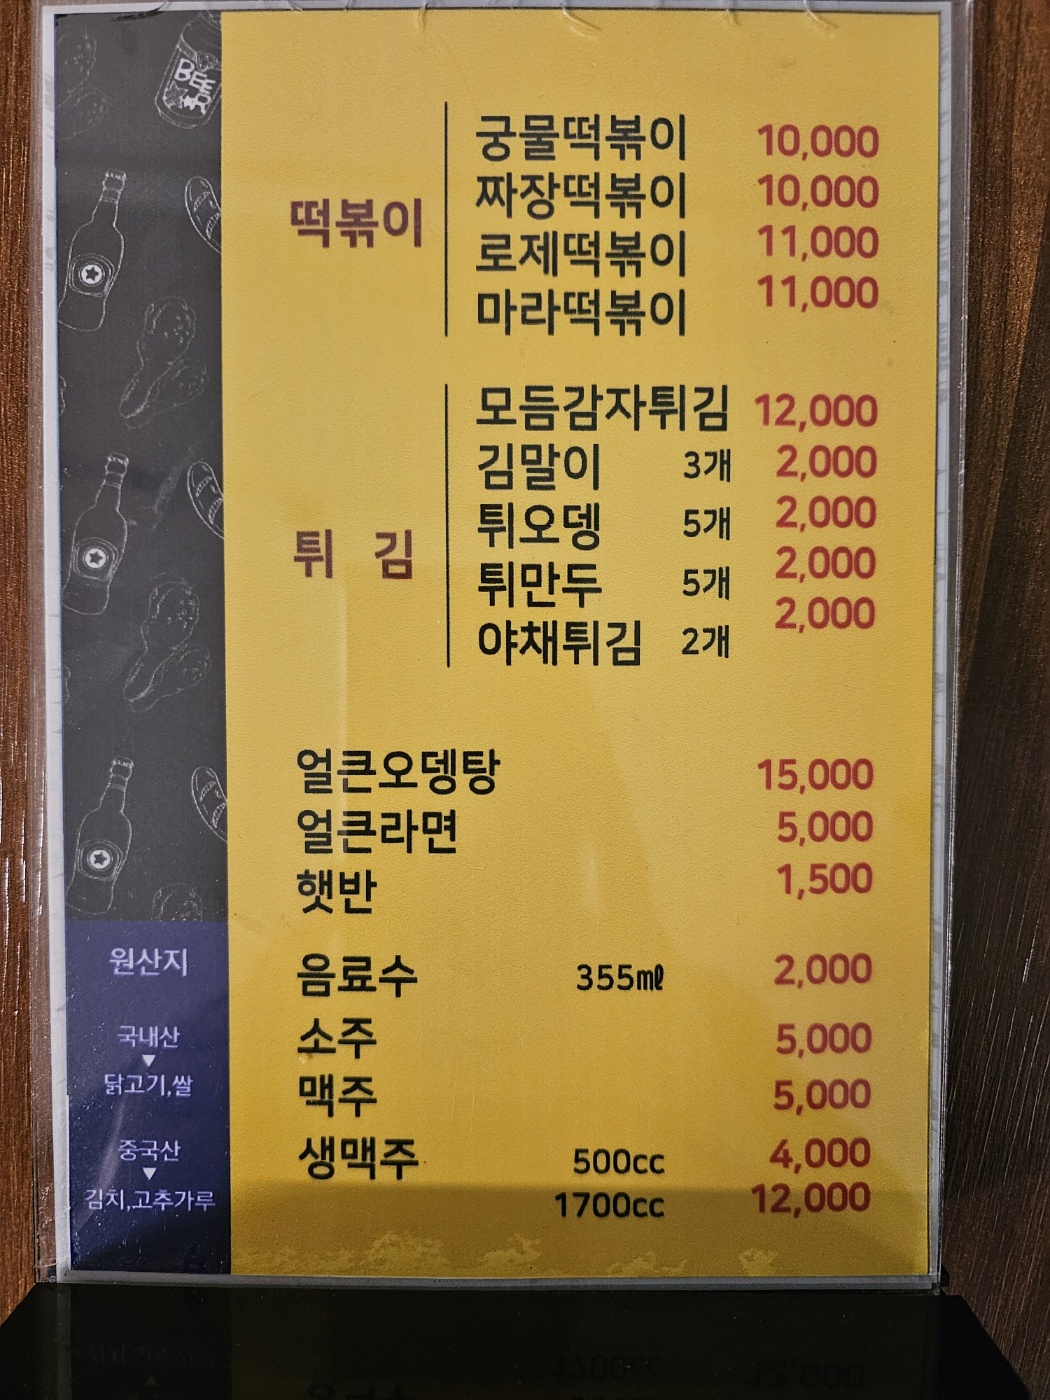 BEER
떡볶이
궁물떡볶이 10,000
짜장떡볶이 10,000
로제떡볶이 11,000
마라떡볶이 11,000
튀 김
모듬감자튀김 12,000
김말이 3개 2,000
튀오뎅 5개 2,000
튀만두 5개 2,000
야채튀김 2개 2,000
얼큰오뎅탕 15,000
얼큰라면 5,000
햇반 1,500
음료수 355㎖ 2,000
소주 5,000
맥주 5,000
생맥주 500cc 4,000
1700cc 12,000
원산지
국내산
▼
닭고기,쌀
중국산
▼
김치,고추가루